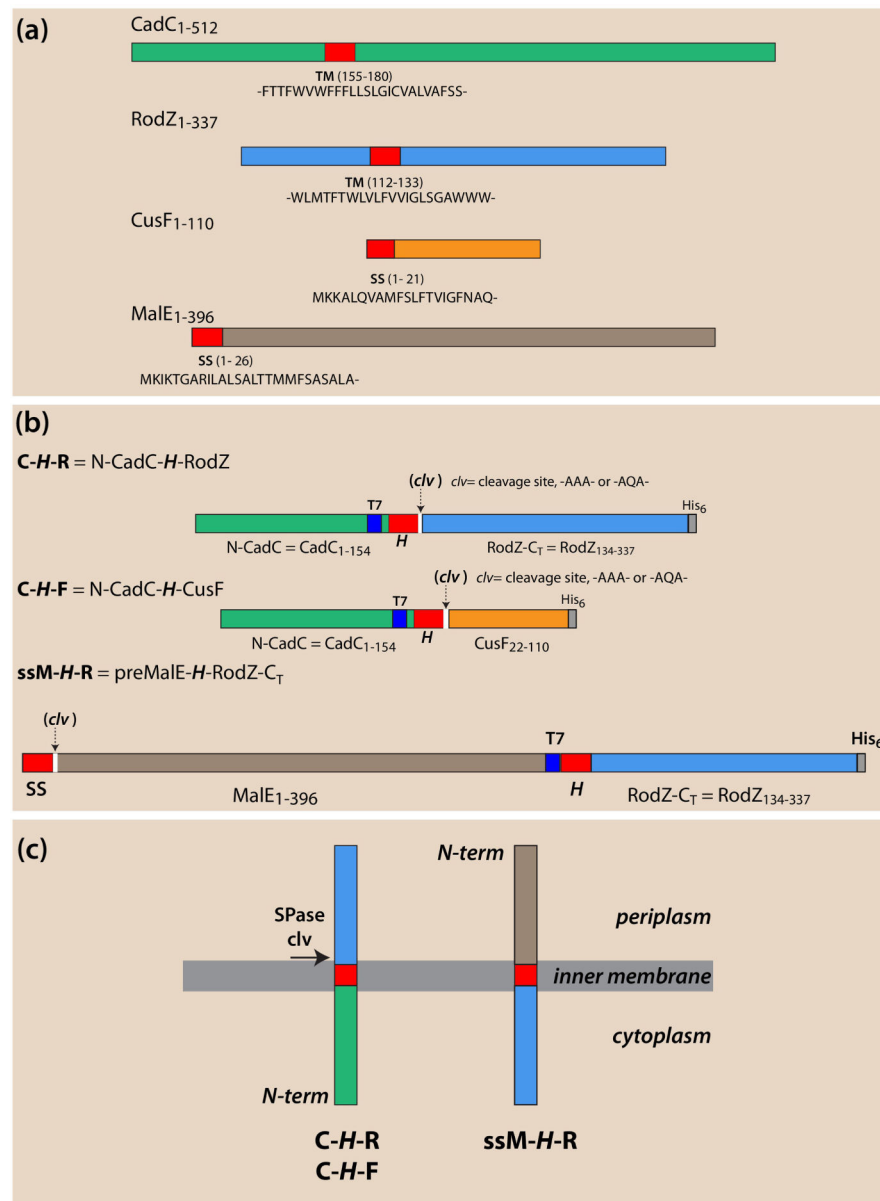 (a)
CadC1-512
TM (155-180)
-FTTFWVWFFFLLSLGICVALVAFSS-
RodZ1-337
TM (112-133)
-WLMTFTWLVLFVVIGLSGAWWW-
CusF1-110
SS (1- 21)
MKKALQVAMFSLFTVIGFNAQ-
MalE1-396
SS (1- 26)
MKIKTGARILALSALTTMMFSASALA-
(b)
C-H-R = N-CadC-H-RodZ
(clv) clv= cleavage site, -AAA- or -AQA-
T7
His6
N-CadC = CadC1-154
H
RodZ-CT = RodZ134-337
C-H-F = N-CadC-H-CusF
(clv) clv= cleavage site, -AAA- or -AQA-
T7
His6
N-CadC = CadC1-154
H
CusF22-110
ssM-H-R = preMalE-H-RodZ-CT
(clv)
T7
His6
SS
MalE1-396
H
RodZ-CT = RodZ134-337
(c)
N-term
SPase
clv
periplasm
inner membrane
cytoplasm
N-term
C-H-R
ssM-H-R
C-H-F